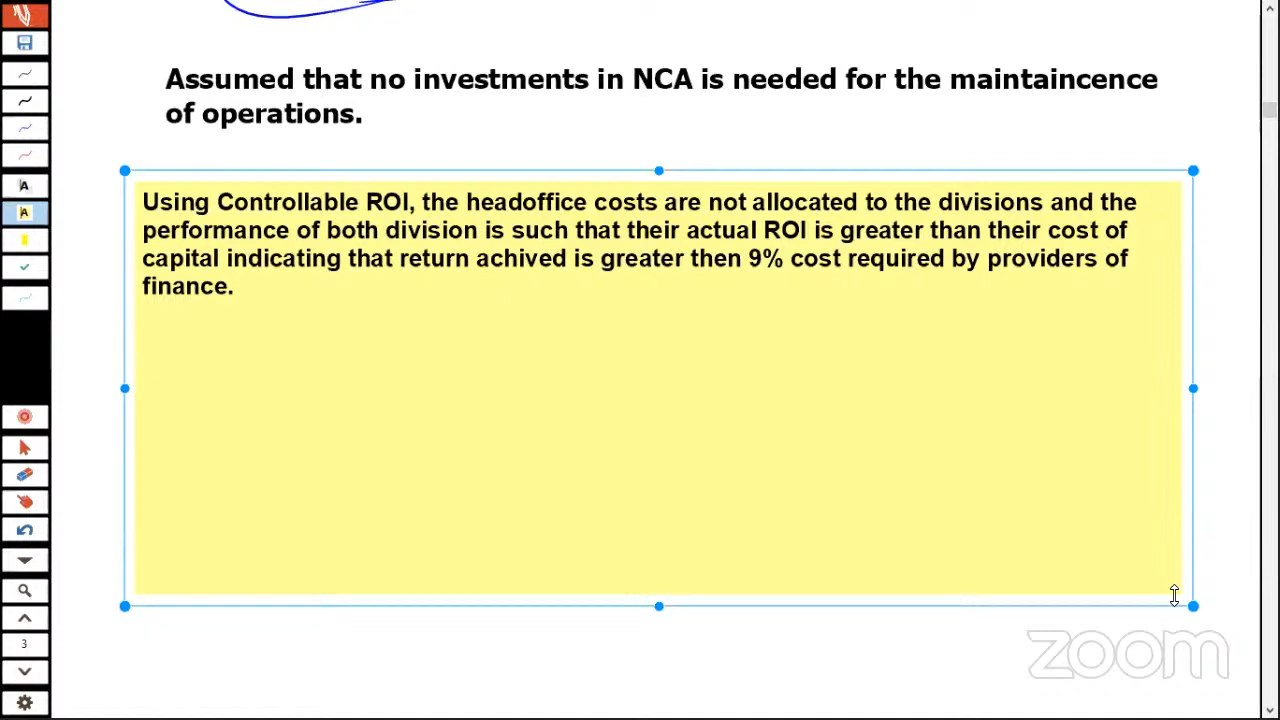 Assumed that no investments in NCA is needed for the maintaincence
of operations.
Using Controllable ROI, the headoffice costs are not allocated to the divisions and the
performance of both division is such that their actual ROI is greater than their cost of
capital indicating that return achived is greater then 9% cost required by providers of
finance.
A
A
3
zoom